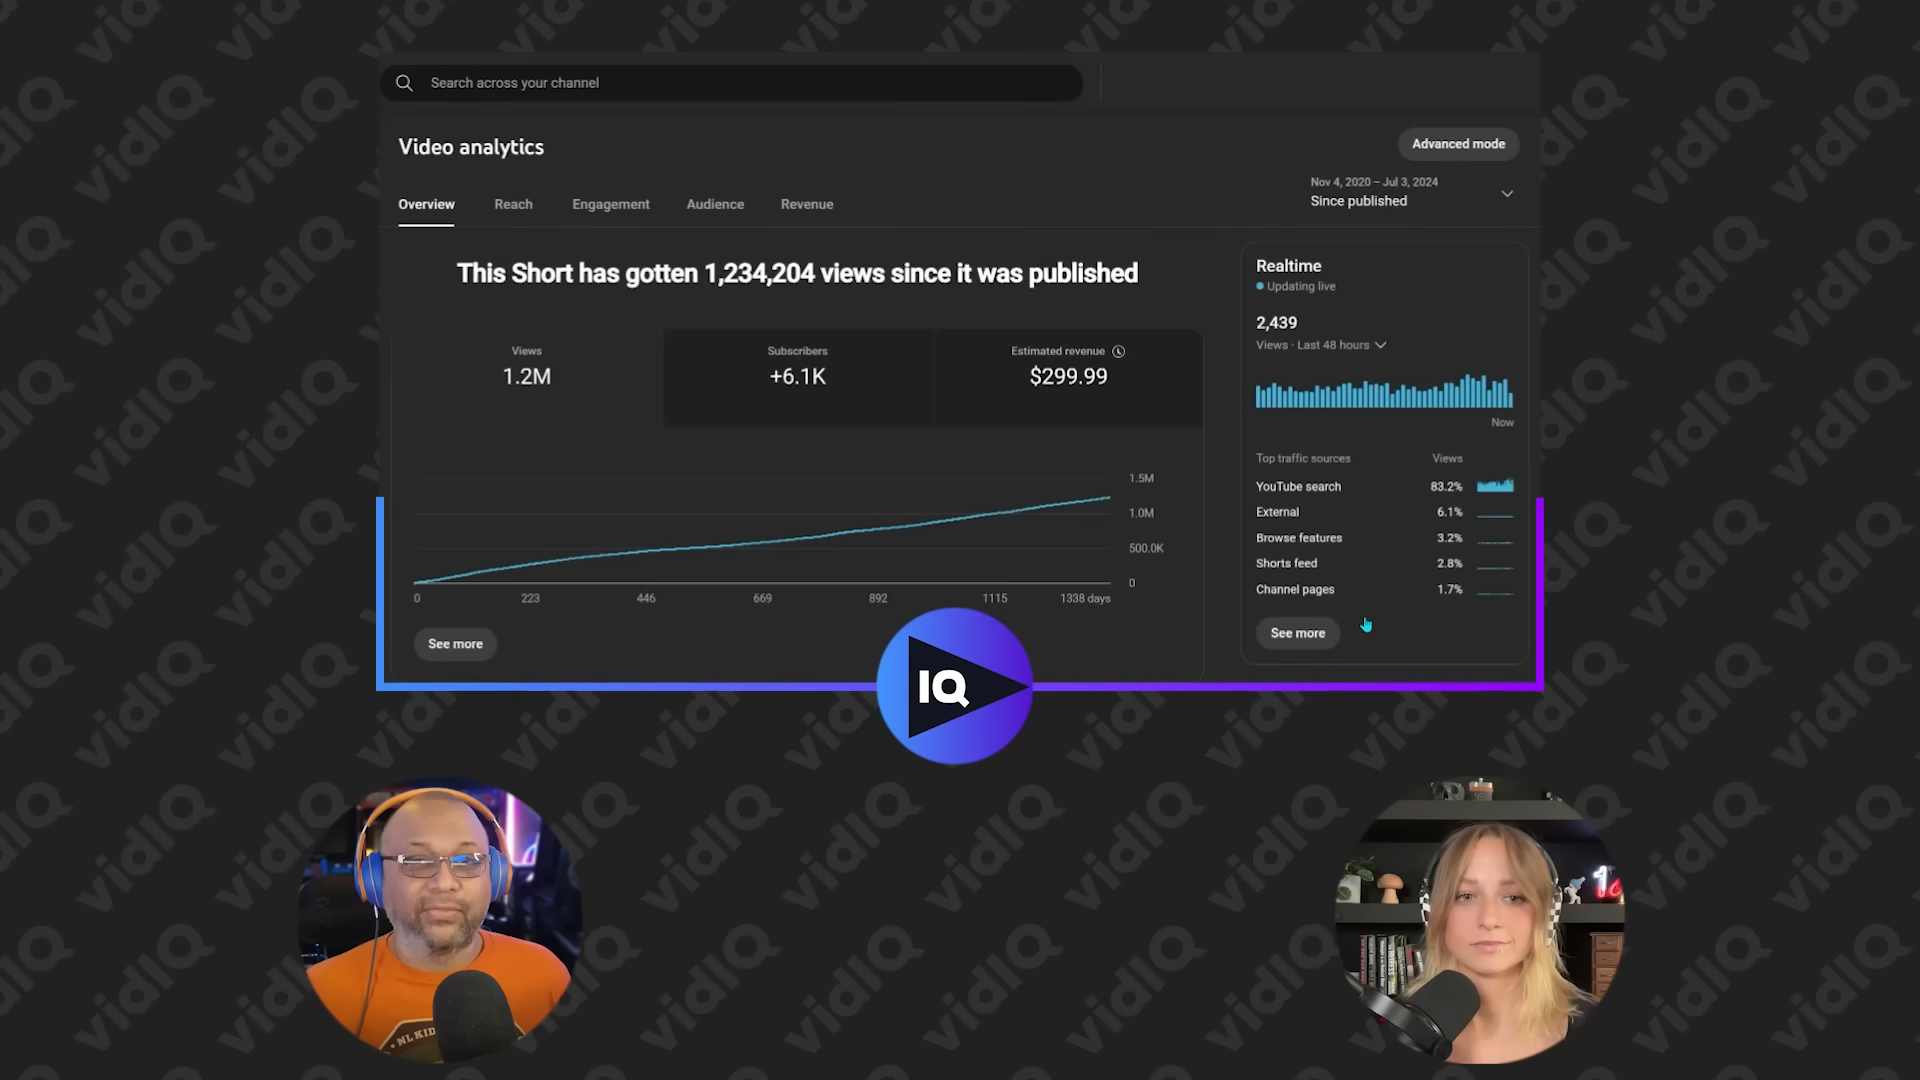 Search across your channel
Video analytics
Advanced mode
Nov 4, 2020 – Jul 3, 2024
Since published
Overview Reach Engagement Audience Revenue
This Short has gotten 1,234,204 views since it was published
Views
1.2M
Subscribers
+6.1K
Estimated revenue
$299.99
1.5M
1.0M
500.0K
0
0 223 446 669 892 1115 1338 days
See more
Realtime
Updating live
2,439
Views · Last 48 hours
Now
Top traffic sources Views
YouTube search 83.2%
External 6.1%
Browse features 3.2%
Shorts feed 2.8%
Channel pages 1.7%
See more
IQ
vidIQ